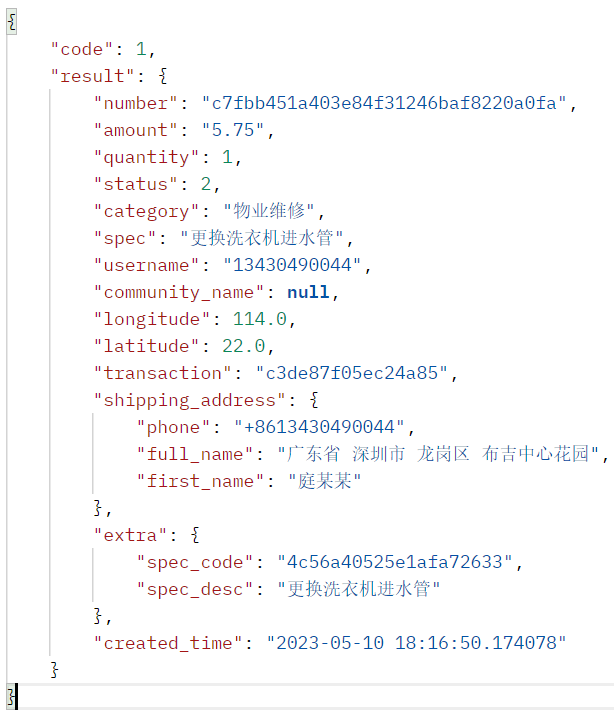 {
"code": 1,
"result": {
"number": "c7fbb451a403e84f31246baf8220a0fa",
"amount": "5.75",
"quantity": 1,
"status": 2,
"category": "物业维修",
"spec": "更换洗衣机进水管",
"username": "13430490044",
"community_name": null,
"longitude": 114.0,
"latitude": 22.0,
"transaction": "c3de87f05ec24a85",
"shipping_address": {
"phone": "+8613430490044",
"full_name": "广东省 深圳市 龙岗区 布吉中心花园",
"first_name": "庭某某"
},
"extra": {
"spec_code": "4c56a40525e1afa72633",
"spec_desc": "更换洗衣机进水管"
},
"created_time": "2023-05-10 18:16:50.174078"
}
}